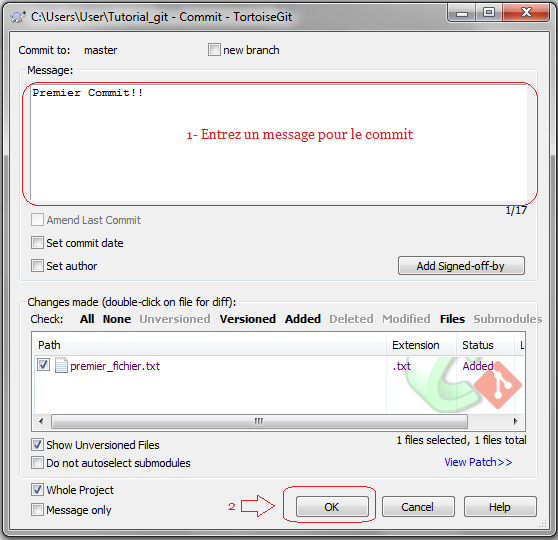 C:\Users\User\Tutorial_git - Commit - TortoiseGit
Commit to: master new branch
Message:
Premier Commit!!
1- Entrez un message pour le commit
1/17
Amend Last Commit
Set commit date
Set author Add Signed-off-by
Changes made (double-click on file for diff):
Check: All None Unversioned Versioned Added Deleted Modified Files Submodules
Path Extension Status L
premier_fichier.txt .txt Added
Show Unversioned Files 1 files selected, 1 files total
Do not autoselect submodules View Patch>>
Whole Project
Message only 2 OK Cancel Help